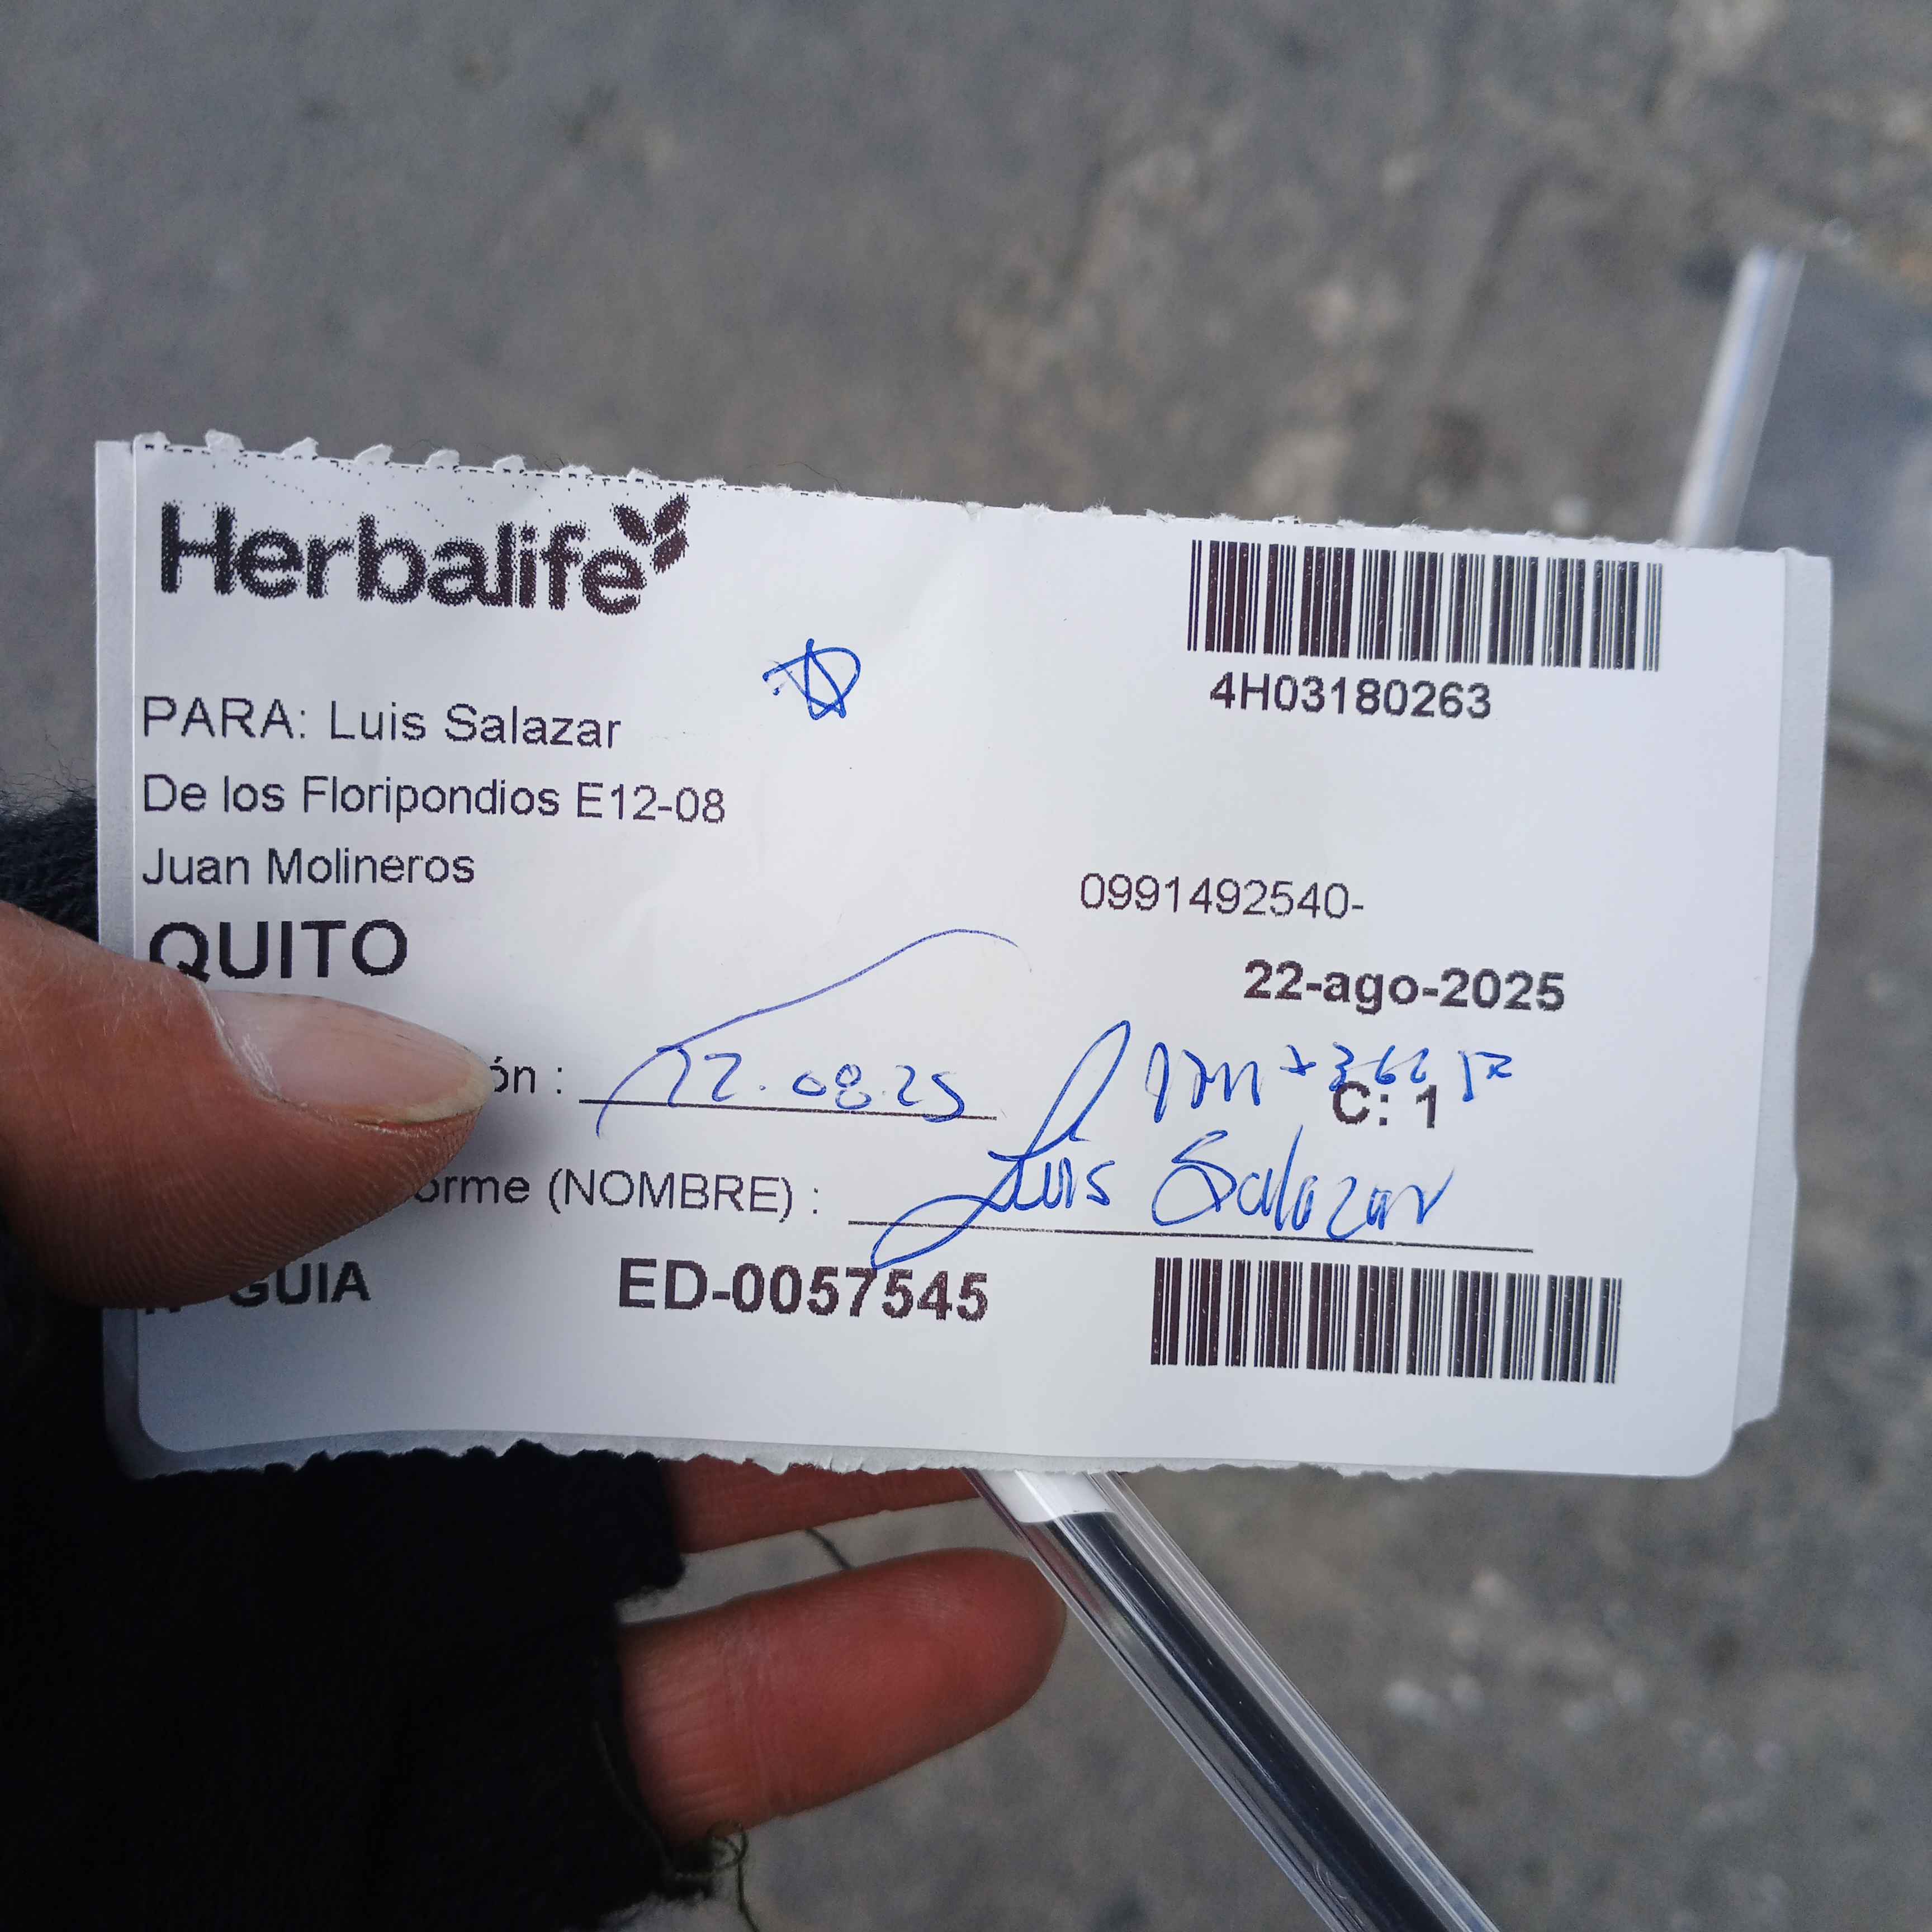 Herbalife
4H03180263
PARA: Luis Salazar
De los Floripondios E12-08
Juan Molineros
0991492540-
QUITO
22-ago-2025
ón : 22.08.25
C: 1
orme (NOMBRE) : Luis Salazar
GUIA ED-0057545